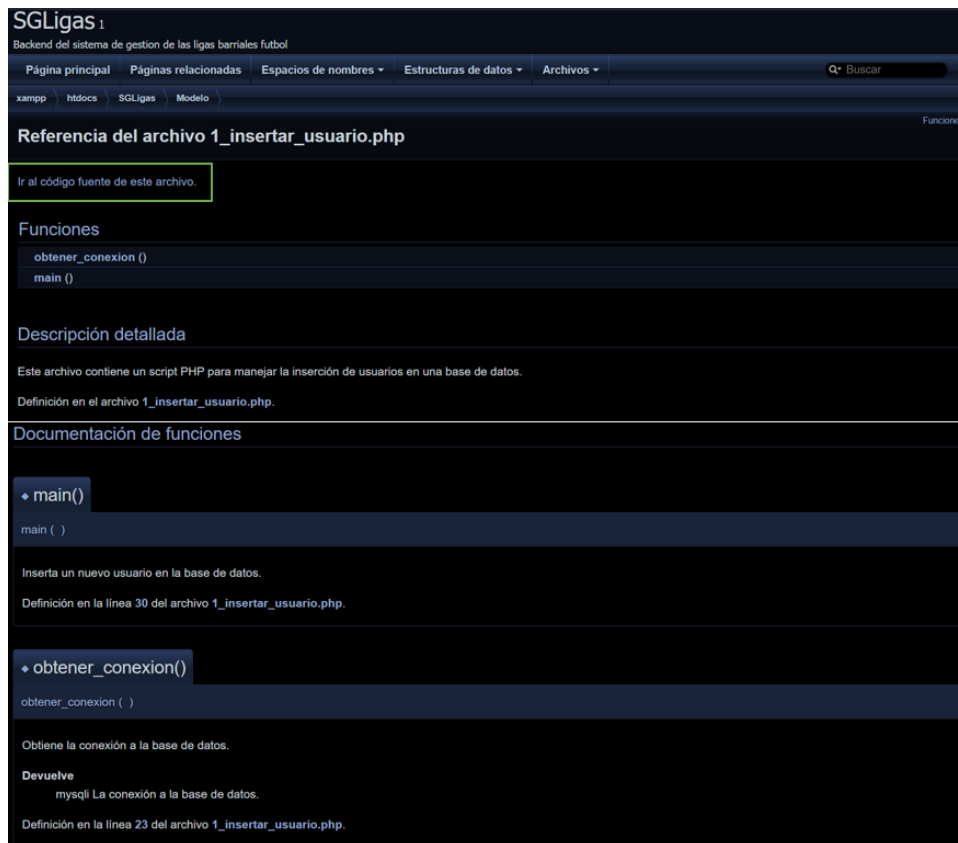 SGLigas 1
Backend del sistema de gestion de las ligas barriales futbol
Página principal Páginas relacionadas Espacios de nombres Estructuras de datos Archivos Buscar
xampp htdocs SGLigas Modelo
Funcione
Referencia del archivo 1_insertar_usuario.php
Ir al código fuente de este archivo.
Funciones
obtener_conexion ()
main ()
Descripción detallada
Este archivo contiene un script PHP para manejar la inserción de usuarios en una base de datos.
Definición en el archivo 1_insertar_usuario.php.
Documentación de funciones
◆ main()
main ( )
Inserta un nuevo usuario en la base de datos.
Definición en la línea 30 del archivo 1_insertar_usuario.php.
◆ obtener_conexion()
obtener_conexion ( )
Obtiene la conexión a la base de datos.
Devuelve
mysqli La conexión a la base de datos.
Definición en la línea 23 del archivo 1_insertar_usuario.php.